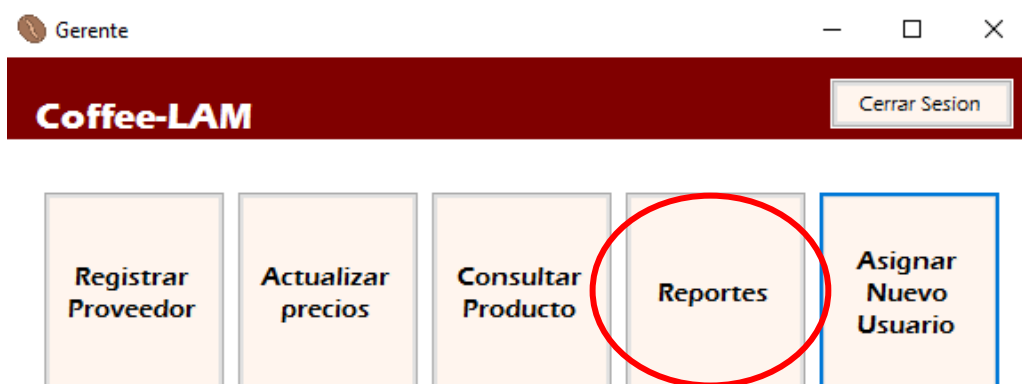 Gerente
Coffee-LAM
Cerrar Sesion
Registrar
Proveedor
Actualizar
precios
Consultar
Producto
Reportes
Asignar
Nuevo
Usuario